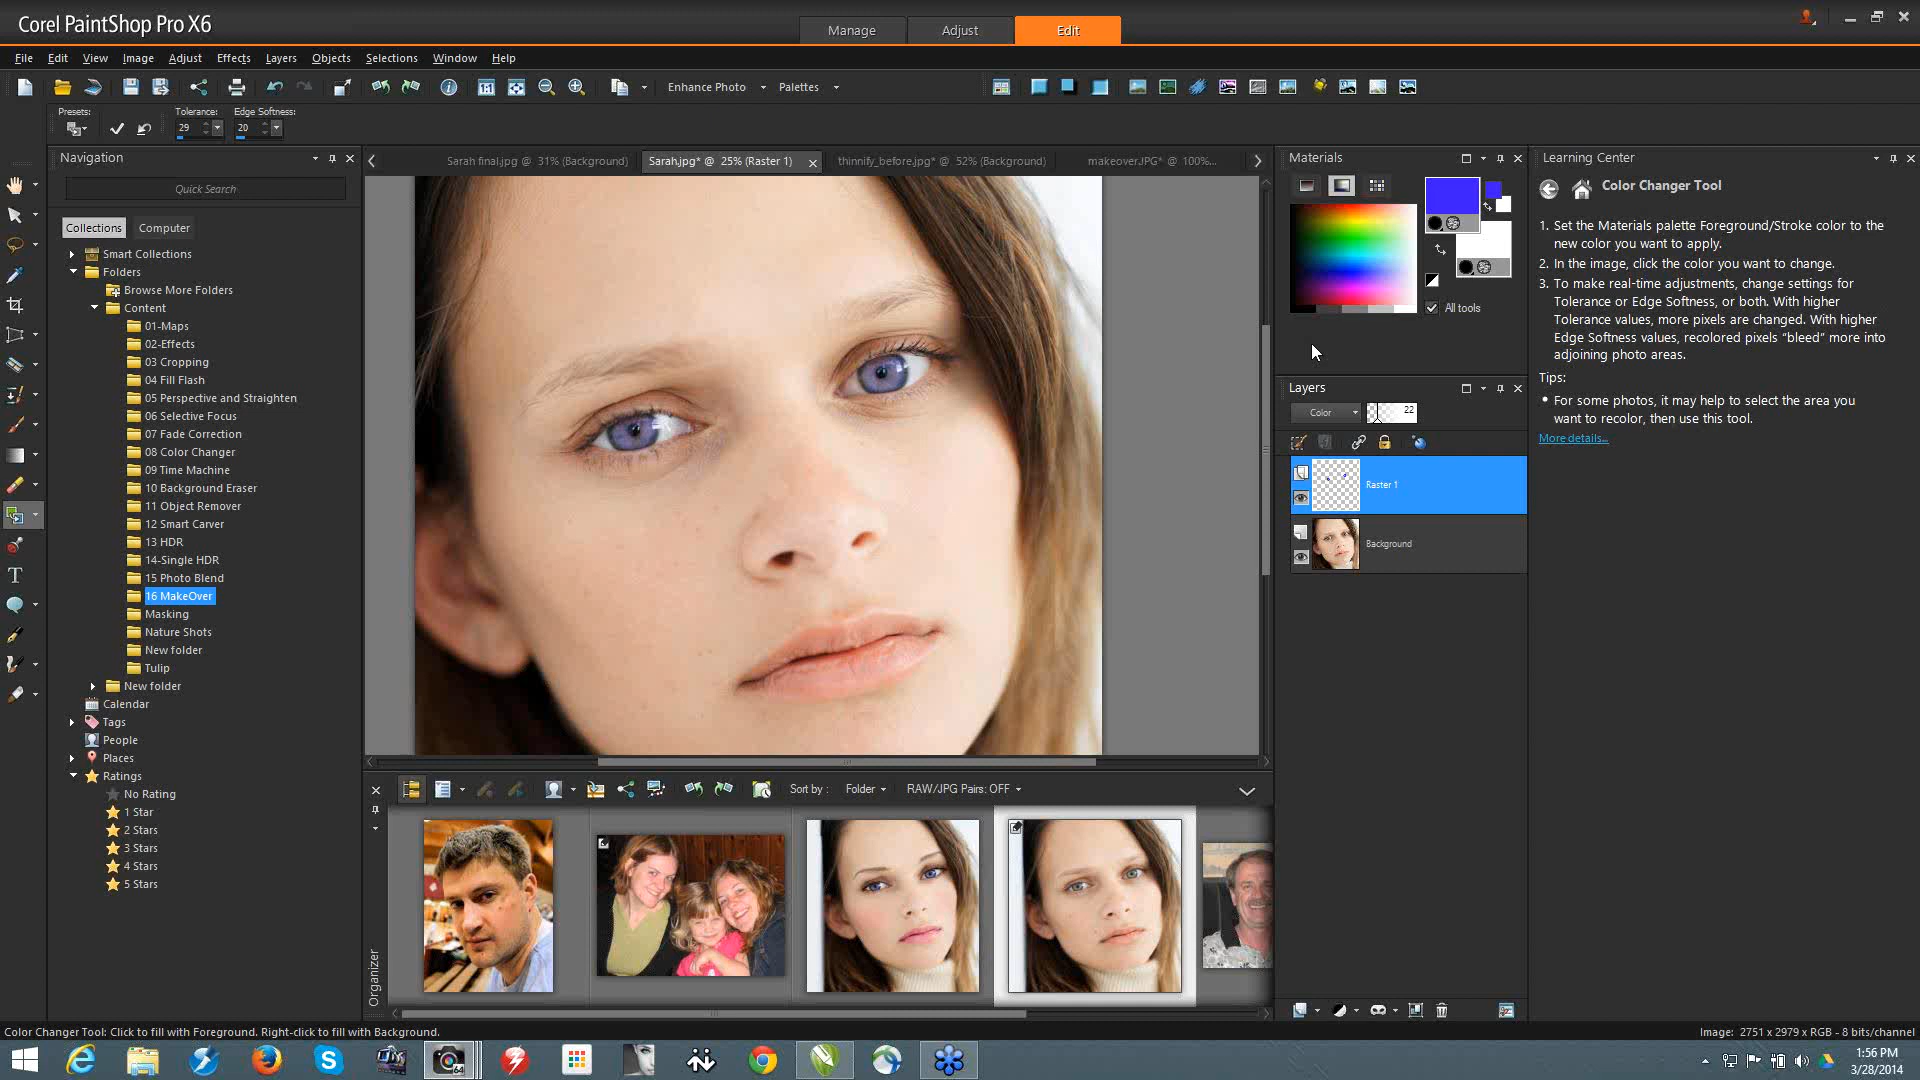 Corel PaintShop Pro X6
Manage
Adjust
Edit
File Edit View Image Adjust Effects Layers Objects Selections Window Help
Enhance Photo
Palettes
Presets:
Tolerance:
Edge Softness:
29
20
Navigation
Quick Search
Collections
Computer
Smart Collections
Folders
Browse More Folders
Content
01-Maps
02-Effects
03 Cropping
04 Fill Flash
05 Perspective and Straighten
06 Selective Focus
07 Fade Correction
08 Color Changer
09 Time Machine
10 Background Eraser
11 Object Remover
12 Smart Carver
13 HDR
14-Single HDR
15 Photo Blend
16 MakeOver
Masking
Nature Shots
New folder
Tulip
New folder
Calendar
Tags
People
Places
Ratings
No Rating
1 Star
2 Stars
3 Stars
4 Stars
5 Stars
Sarah final.jpg @ 31% (Background)
Sarah.jpg* @ 25% (Raster 1)
thinnify_before.jpg* @ 52% (Background)
makeover.JPG* @ 100%...
Sort by :
Folder
RAW/JPG Pairs: OFF
Organizer
Materials
All tools
Layers
Color
22
Raster 1
Background
Learning Center
Color Changer Tool
1. Set the Materials palette Foreground/Stroke color to the
new color you want to apply.
2. In the image, click the color you want to change.
3. To make real-time adjustments, change settings for
Tolerance or Edge Softness, or both. With higher
Tolerance values, more pixels are changed. With higher
Edge Softness values, recolored pixels “bleed” more into
adjoining photo areas.
Tips:
• For some photos, it may help to select the area you
want to recolor, then use this tool.
More details...
Color Changer Tool: Click to fill with Foreground. Right-click to fill with Background.
Image: 2751 x 2979 x RGB - 8 bits/channel
64
1:56 PM
3/28/2014